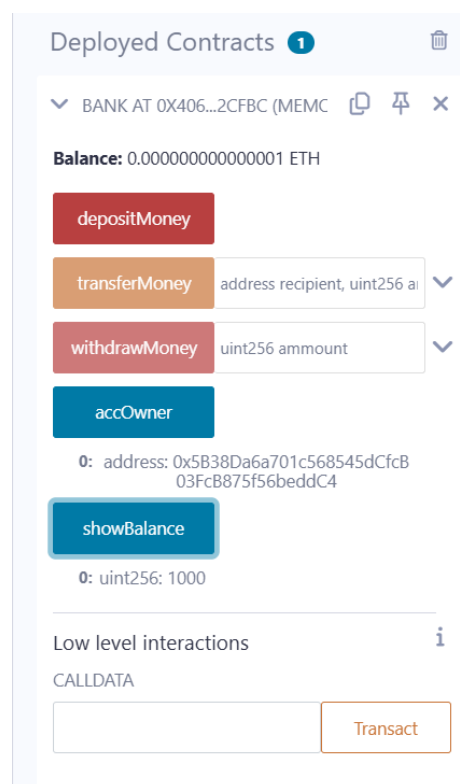 Deployed Contracts 1
BANK AT 0X406...2CFBC (MEMC
Balance: 0.000000000000001 ETH
depositMoney
transferMoney address recipient, uint256 a
withdrawMoney uint256 ammount
accOwner
0: address: 0x5B38Da6a701c568545dCfcB
03FcB875f56beddC4
showBalance
0: uint256: 1000
Low level interactions i
CALLDATA
Transact